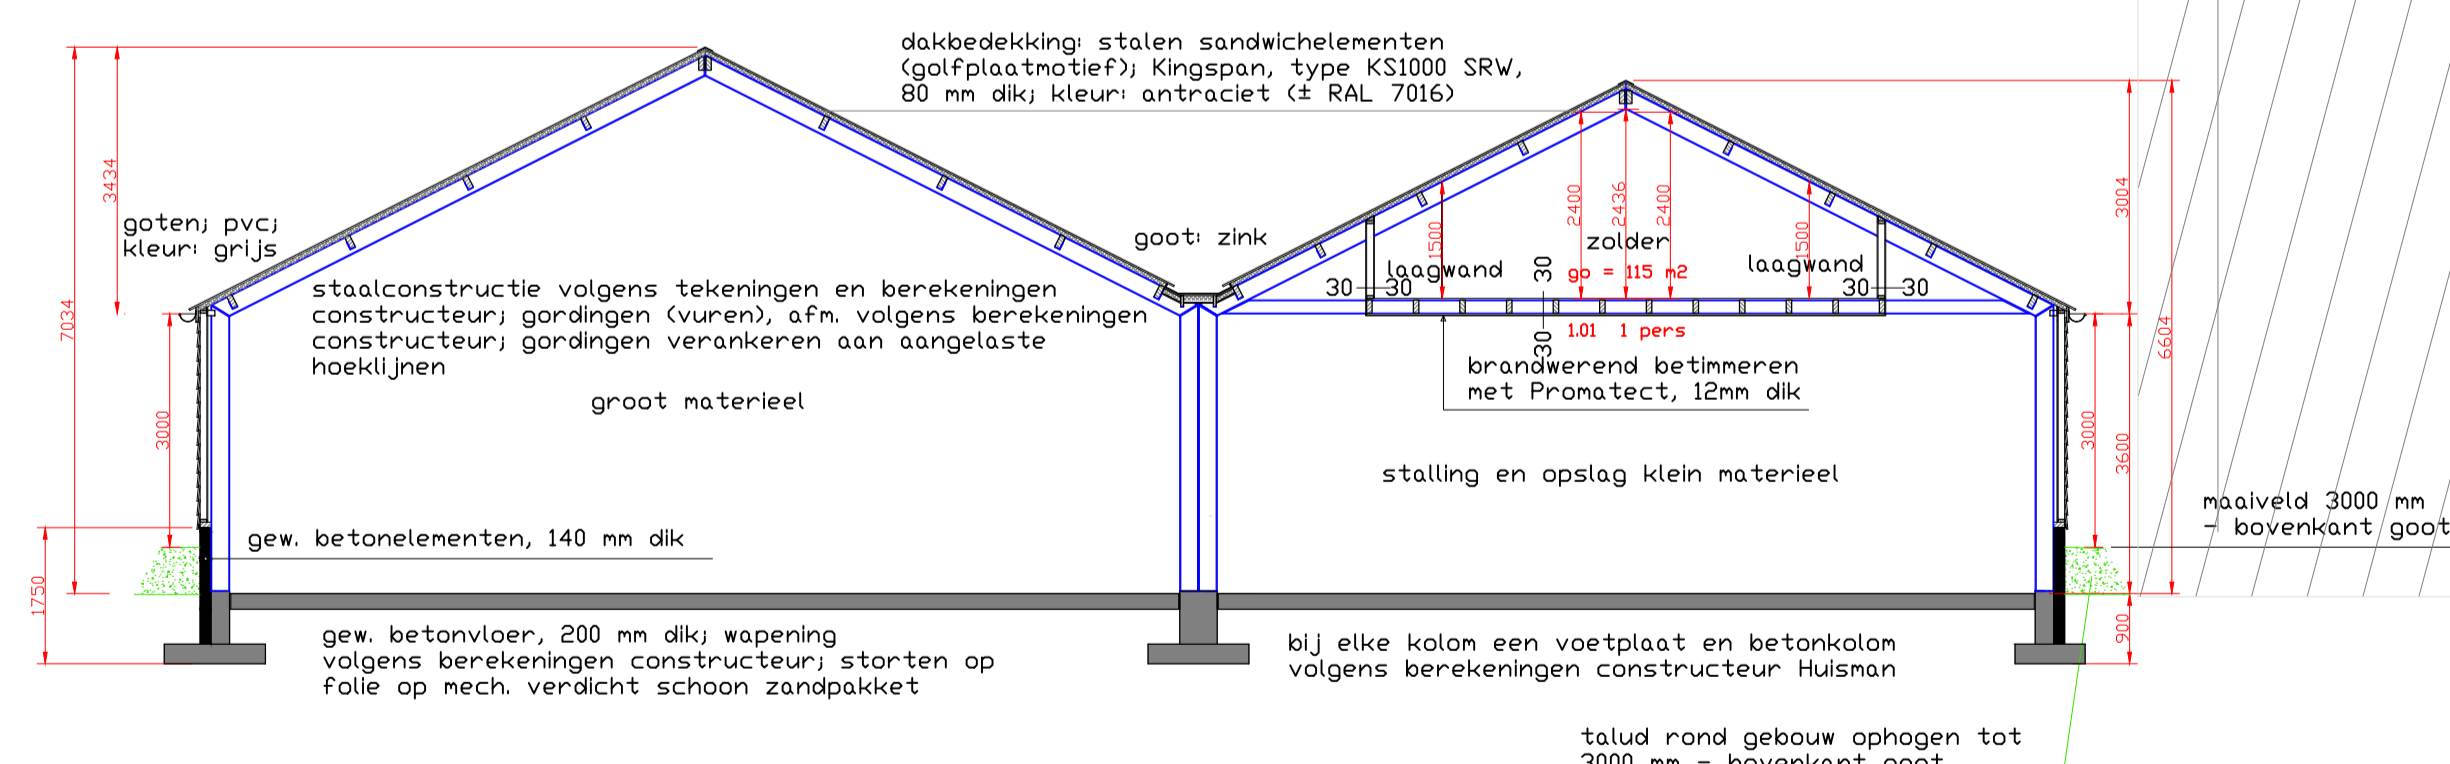 dakbedekking: stalen sandwichelementen
(golfplaatmotief); Kingspan, type KS1000 SRW,
80 mm dik; kleur: antraciet (± RAL 7016)
3434
7034
goten; pvc;
kleur: grijs
3000
1750
staalconstructie volgens tekeningen en berekeningen
constructeur; gordingen (vuren), afm. volgens berekeningen
constructeur; gordingen verankeren aan aangelaste
hoeklijnen
groot materieel
gew. betonelementen, 140 mm dik
gew. betonvloer, 200 mm dik; wapening
volgens berekeningen constructeur; storten op
folie op mech. verdicht schoon zandpakket
goot: zink
2400
2436
2400
1500
1500
zolder
laagwand
laagwand
go = 115 m2
30
30
30
30
30
30
1.01 1 pers
brandwerend betimmeren
met Promatect, 12mm dik
stalling en opslag klein materieel
3004
6604
3000
3600
900
maaiveld 3000 mm
- bovenkant goot
bij elke kolom een voetplaat en betonkolom
volgens berekeningen constructeur Huisman
talud rond gebouw ophogen tot
3000 mm - bovenkant goot